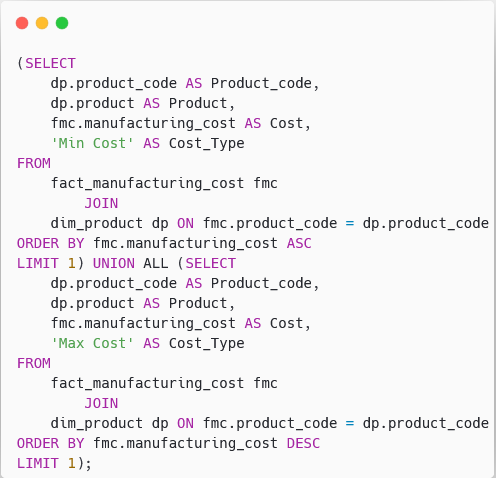 (SELECT
    dp.product_code AS Product_code,
    dp.product AS Product,
    fmc.manufacturing_cost AS Cost,
    'Min Cost' AS Cost_Type
FROM
    fact_manufacturing_cost fmc
        JOIN
    dim_product dp ON fmc.product_code = dp.product_code
ORDER BY fmc.manufacturing_cost ASC
LIMIT 1) UNION ALL (SELECT
    dp.product_code AS Product_code,
    dp.product AS Product,
    fmc.manufacturing_cost AS Cost,
    'Max Cost' AS Cost_Type
FROM
    fact_manufacturing_cost fmc
        JOIN
    dim_product dp ON fmc.product_code = dp.product_code
ORDER BY fmc.manufacturing_cost DESC
LIMIT 1);